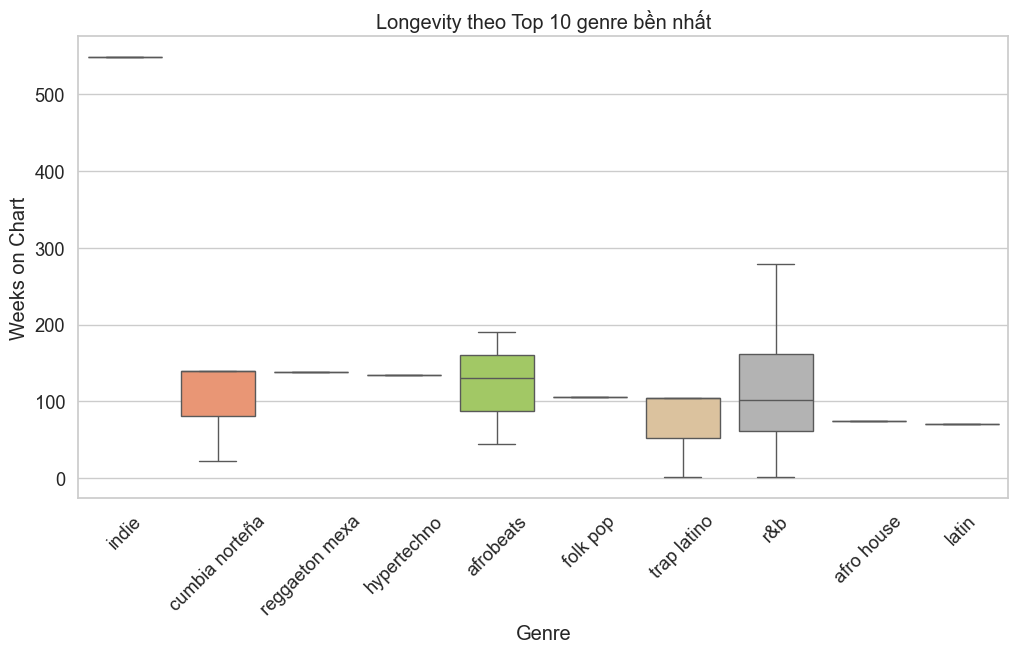 Longevity theo Top 10 genre bền nhất
Weeks on Chart
500
400
300
200
100
0
indie
cumbia norteña
reggaeton mexa
hypertechno
afrobeats
folk pop
trap latino
r&b
afro house
latin
Genre